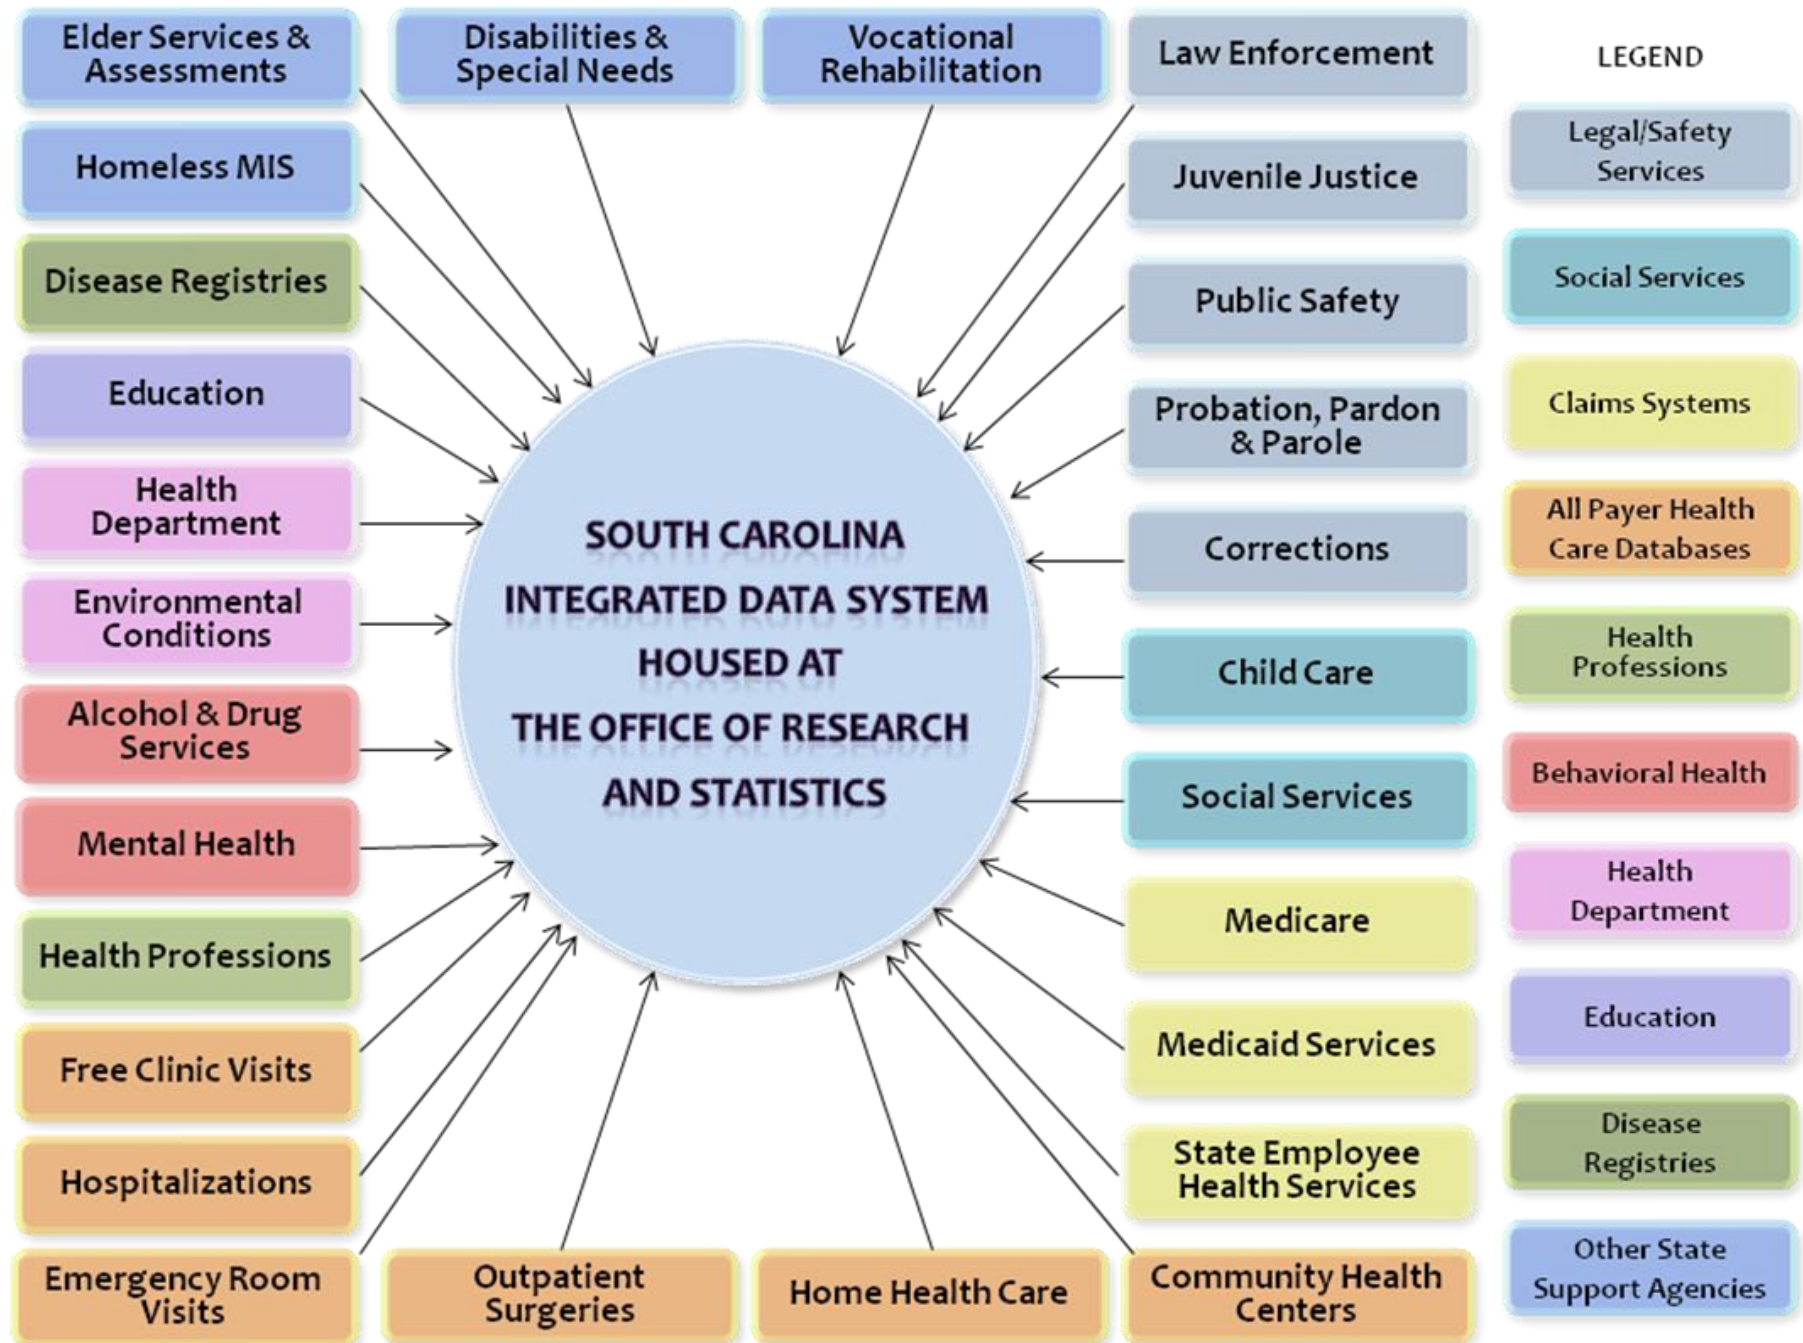 Elder Services &
Assessments
Disabilities &
Special Needs
Vocational
Rehabilitation
Law Enforcement
Homeless MIS
Disease Registries
Education
Health
Department
Environmental
Conditions
Alcohol & Drug
Services
Mental Health
Health Professions
Free Clinic Visits
Hospitalizations
Emergency Room
Visits
Outpatient
Surgeries
Home Health Care
Community Health
Centers
SOUTH CAROLINA
INTEGRATED DATA SYSTEM
HOUSED AT
THE OFFICE OF RESEARCH
AND STATISTICS
Juvenile Justice
Public Safety
Probation, Pardon
& Parole
Corrections
Child Care
Social Services
Medicare
Medicaid Services
State Employee
Health Services
LEGEND
Legal/Safety
Services
Social Services
Claims Systems
All Payer Health
Care Databases
Health
Professions
Behavioral Health
Health
Department
Education
Disease
Registries
Other State
Support Agencies